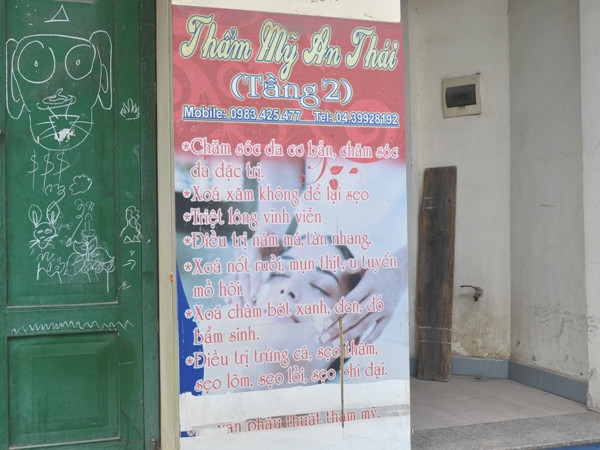 Thẩm Mỹ An Thái
(Tầng 2)
Mobile: 0983.425.477 Tel: 04.39928192
*Chăm sóc da cơ bản, chăm sóc
da đặc trị.
*Xoá xăm không để lại sẹo
*Triệt lông vĩnh viễn
*Điều trị nám má, tàn nhang.
*Xoá nốt ruồi, mụn thịt, u tuyến
mồ hôi.
*Xoá chàm bớt xanh, đen, đỏ
bẩm sinh.
*Điều trị trứng cá, sẹo thâm,
sẹo lõm, sẹo lồi, sẹo phì đại.
vấn phẩu thuật thẩm mỹ.
$$$